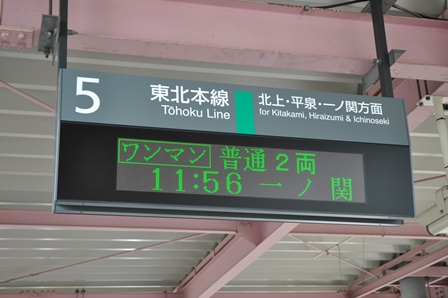 5
東北本線
Tōhoku Line
北上・平泉・一ノ関方面
for Kitakami, Hiraizumi & Ichinoseki
ワンマン 普通 2両
11:56 一ノ関